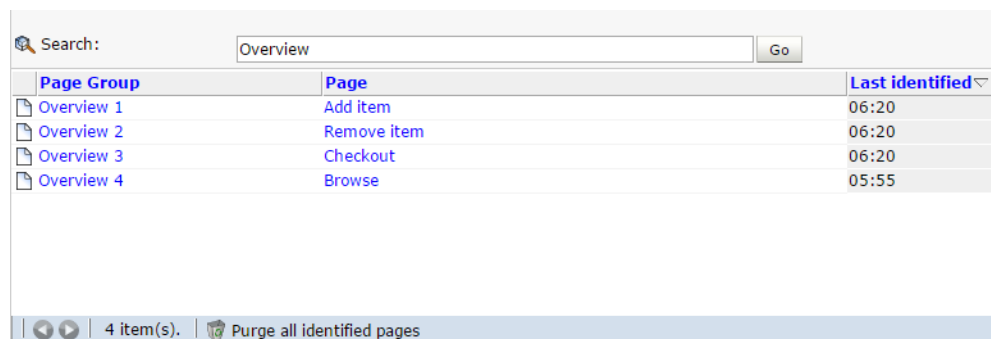 Search: Overview Go
Page Group Page Last identified
Overview 1 Add item 06:20
Overview 2 Remove item 06:20
Overview 3 Checkout 06:20
Overview 4 Browse 05:55
4 item(s). Purge all identified pages